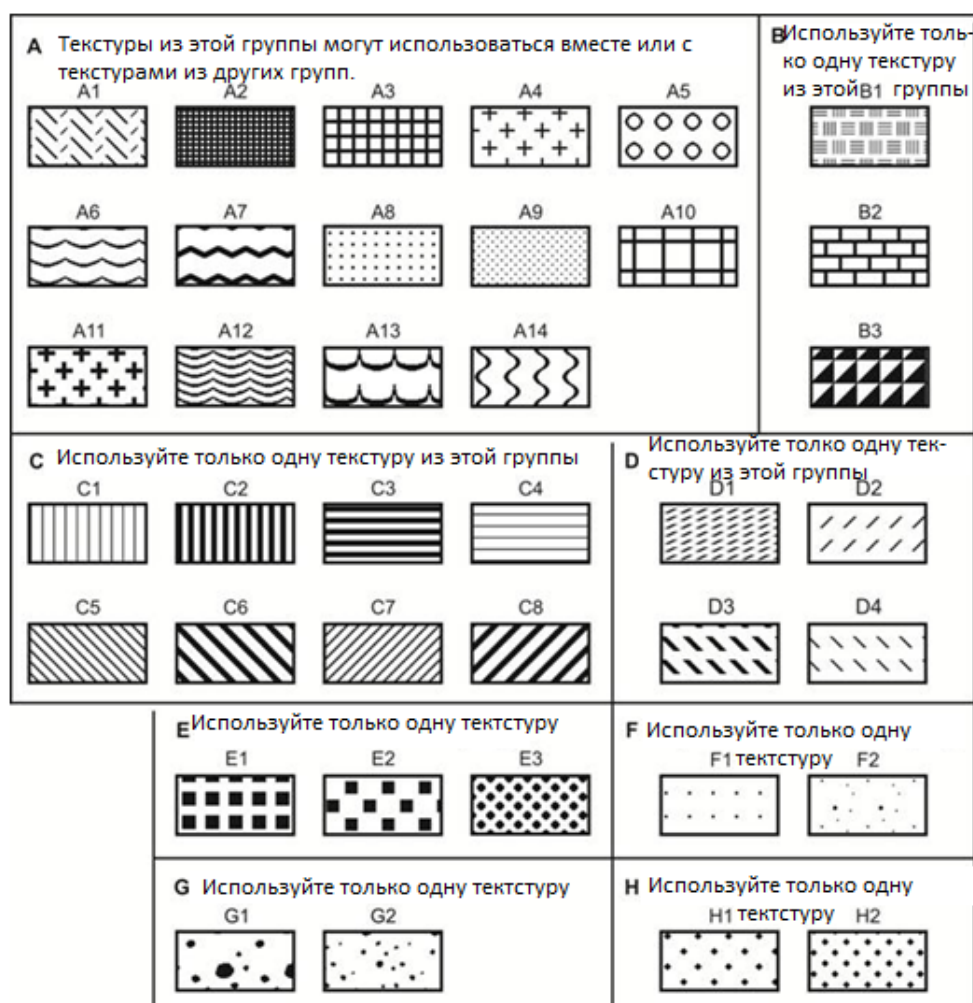 A Текстуры из этой группы могут использоваться вместо или с
текстурами из других групп.
A1 A2 A3 A4 A5
A6 A7 A8 A9 A10
A11 A12 A13 A14
B Используйте толь-
ко одну текстуру
из этой группы
B1
B2
B3
C Используйте только одну текстуру из этой группы
C1 C2 C3 C4
C5 C6 C7 C8
D Используйте толко одну тек-
стуру из этой группы
D1 D2
D3 D4
E Используйте только одну тектстуру
E1 E2 E3
F Используйте только одну
тектстуру
F1 F2
G Используйте только одну тектстуру
G1 G2
H Используйте только одну
тектстуру
H1 H2